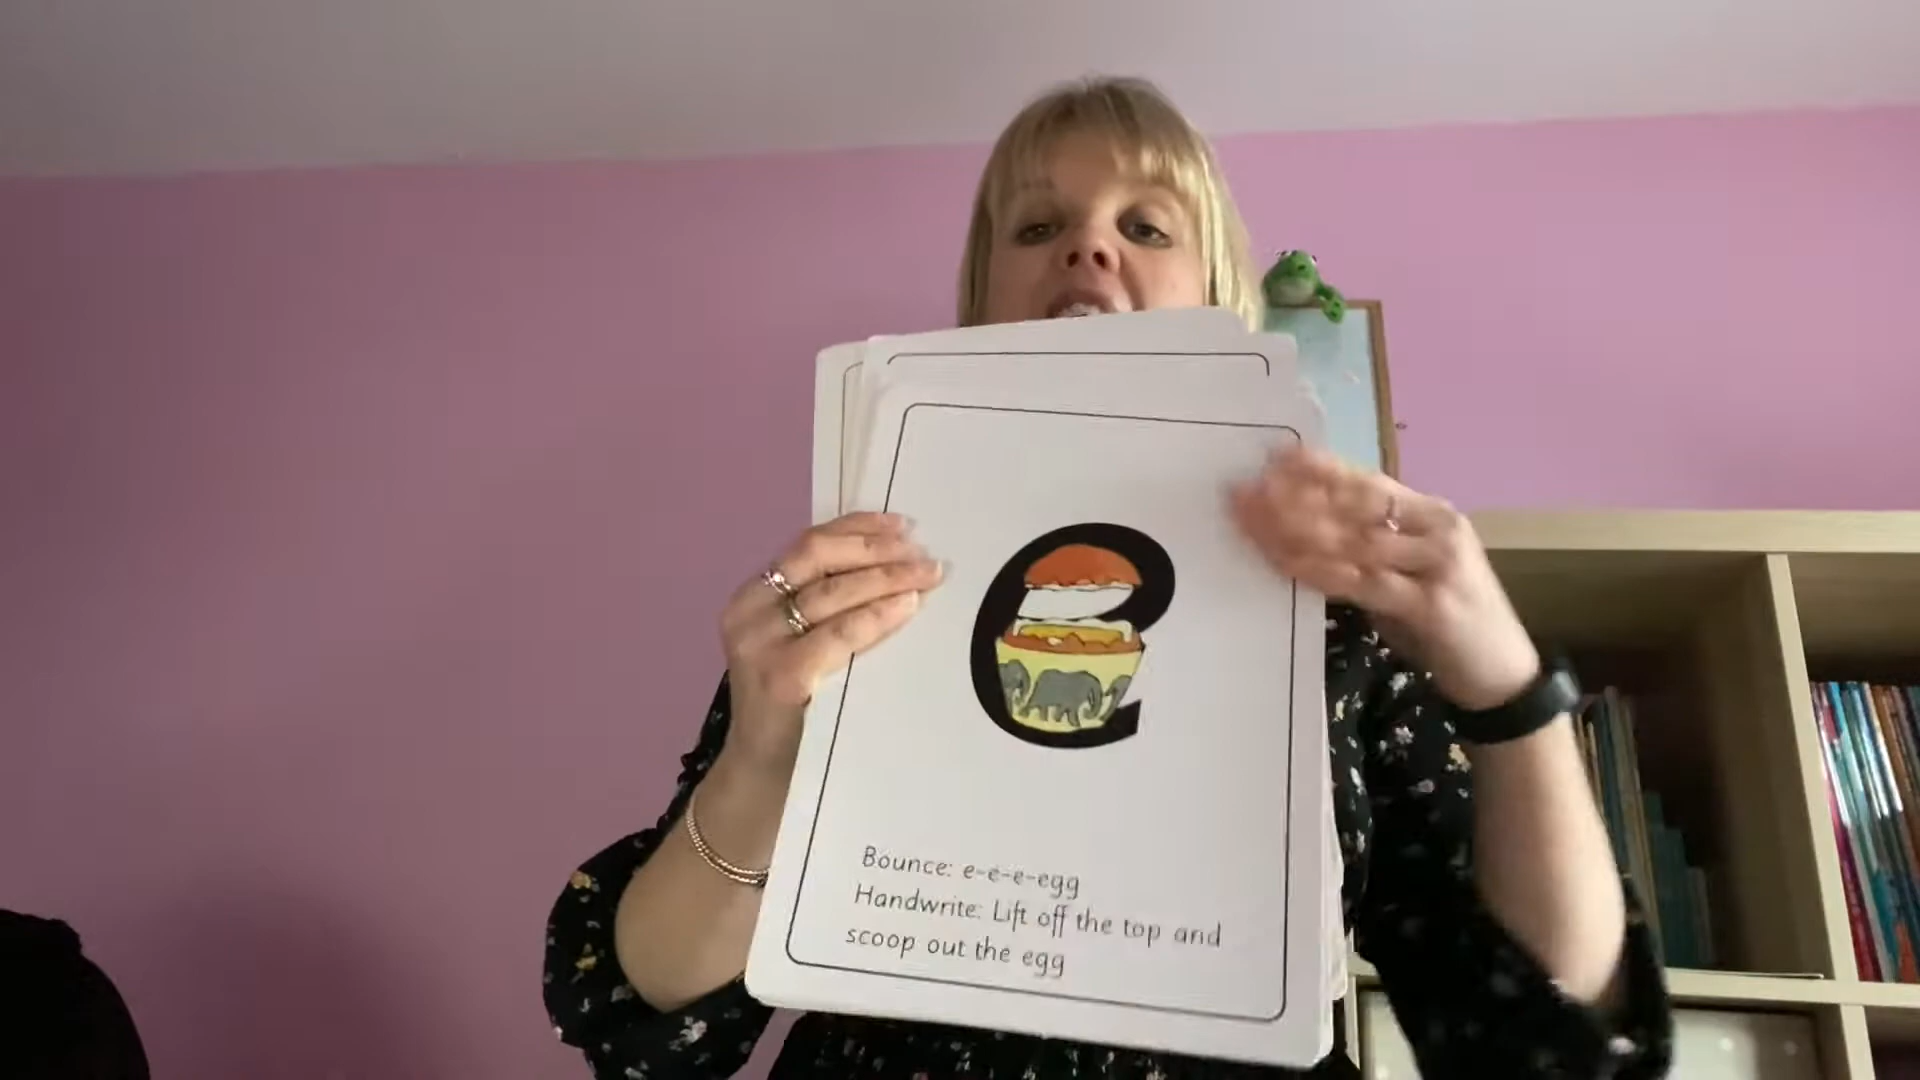 e
Bounce: e-e-e-egg
Handwrite: Lift off the top and
scoop out the egg